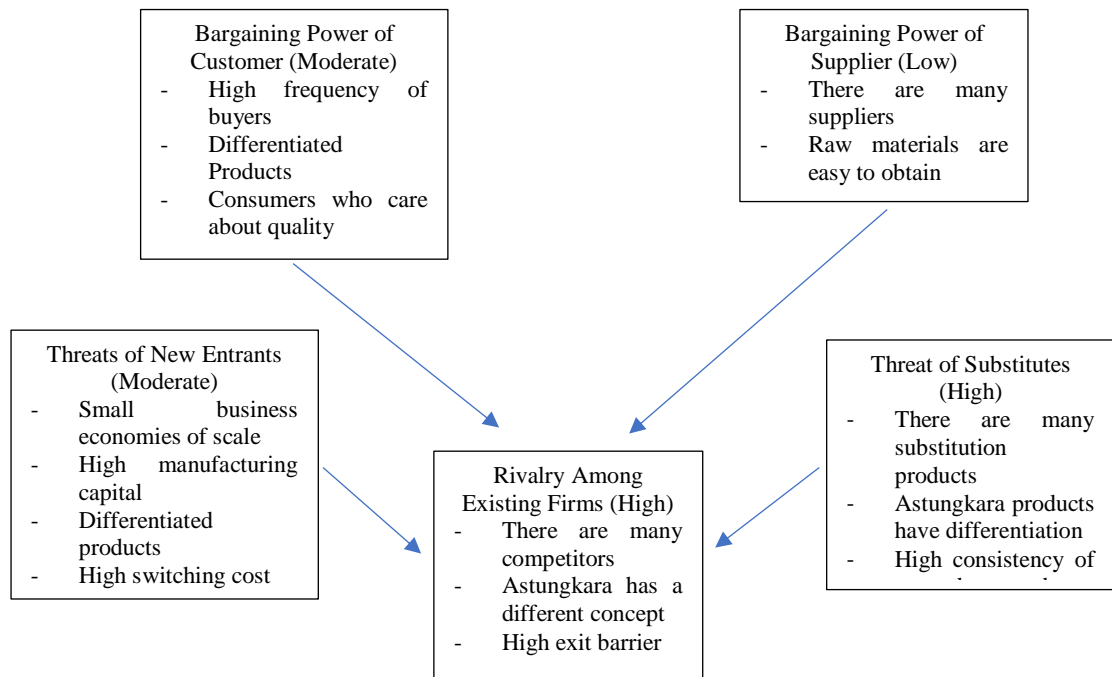 Bargaining Power of
Customer (Moderate)
- High frequency of
buyers
- Differentiated
Products
- Consumers who care
about quality
Bargaining Power of
Supplier (Low)
- There are many
suppliers
- Raw materials are
easy to obtain
Threats of New Entrants
(Moderate)
- Small business
economies of scale
- High manufacturing
capital
- Differentiated
products
- High switching cost
Rivalry Among
Existing Firms (High)
- There are many
competitors
- Astungkara has a
different concept
- High exit barrier
Threat of Substitutes
(High)
- There are many
substitution
products
- Astungkara products
have differentiation
- High consistency of